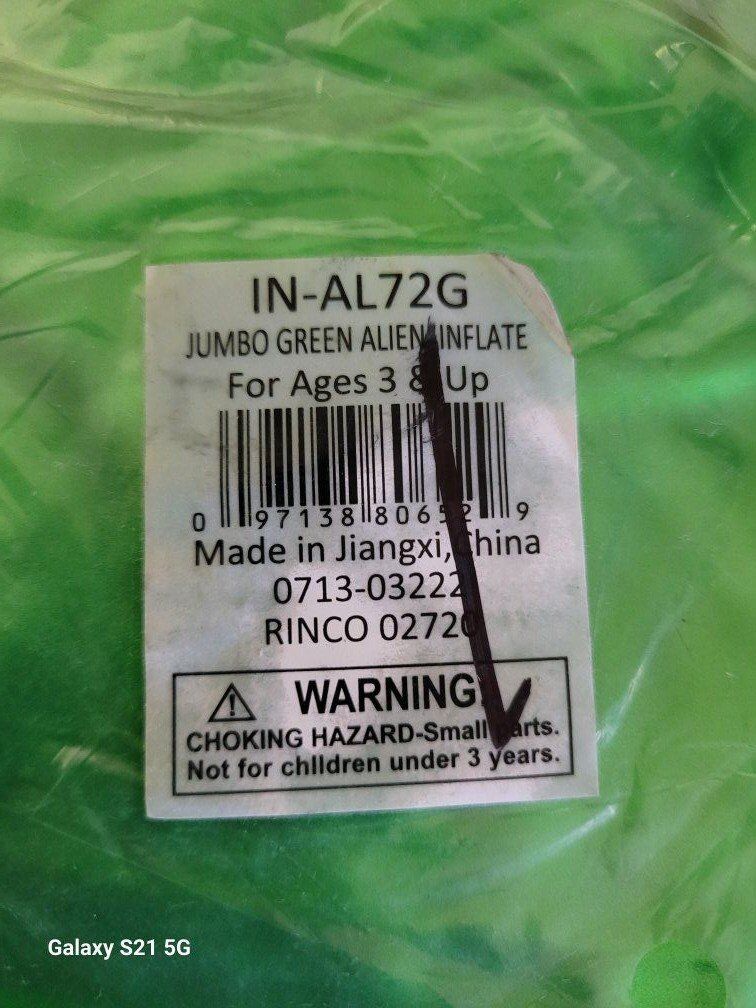 IN-AL72G
JUMBO GREEN ALIEN INFLATE
For Ages 3 & Up
0 97138 80652 9
Made in Jiangxi, China
0713-03222
RINCO 02720
WARNING
CHOKING HAZARD-Small Parts.
Not for children under 3 years.
Galaxy S21 5G